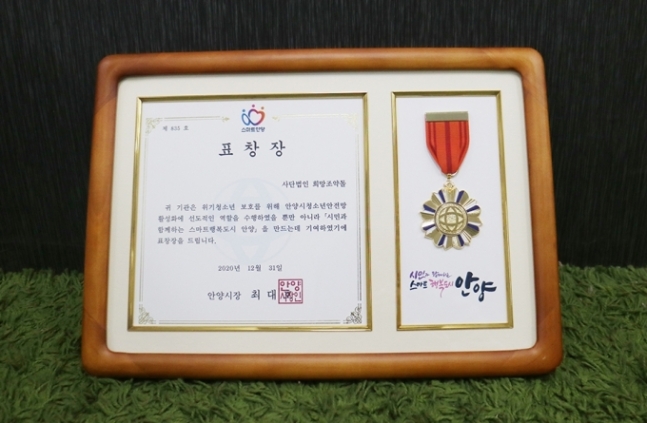 스마트안양
제 835 호
표창장
사단법인 희망조약돌
귀 기관은 위기청소년 보호를 위해 안양시청소년안전망
활성화에 선도적인 역할을 수행하였을 뿐만 아니라 「시민과
함께하는 스마트행복도시 안양」을 만드는데 기여하였기에
표창장을 드립니다.
2020년 12월 31일
안양시장 최 대
안양
시장인
시민과 함께하는
스마트 행복도시 안양